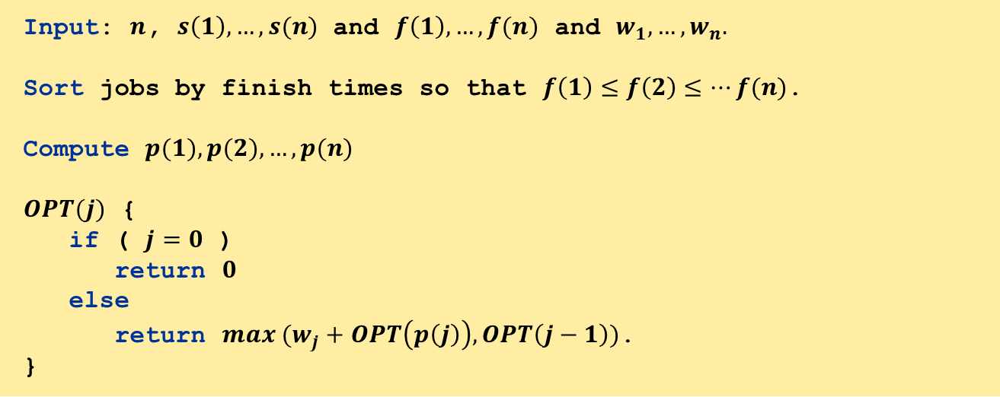 Input: n, s(1),…,s(n) and f(1),…,f(n) and w₁,…,wₙ.
Sort jobs by finish times so that f(1) ≤ f(2) ≤ ⋯ f(n).
Compute p(1),p(2),…,p(n)
OPT(j) {
if ( j = 0 )
return 0
else
return max (wⱼ + OPT(p(j)), OPT(j − 1)).
}